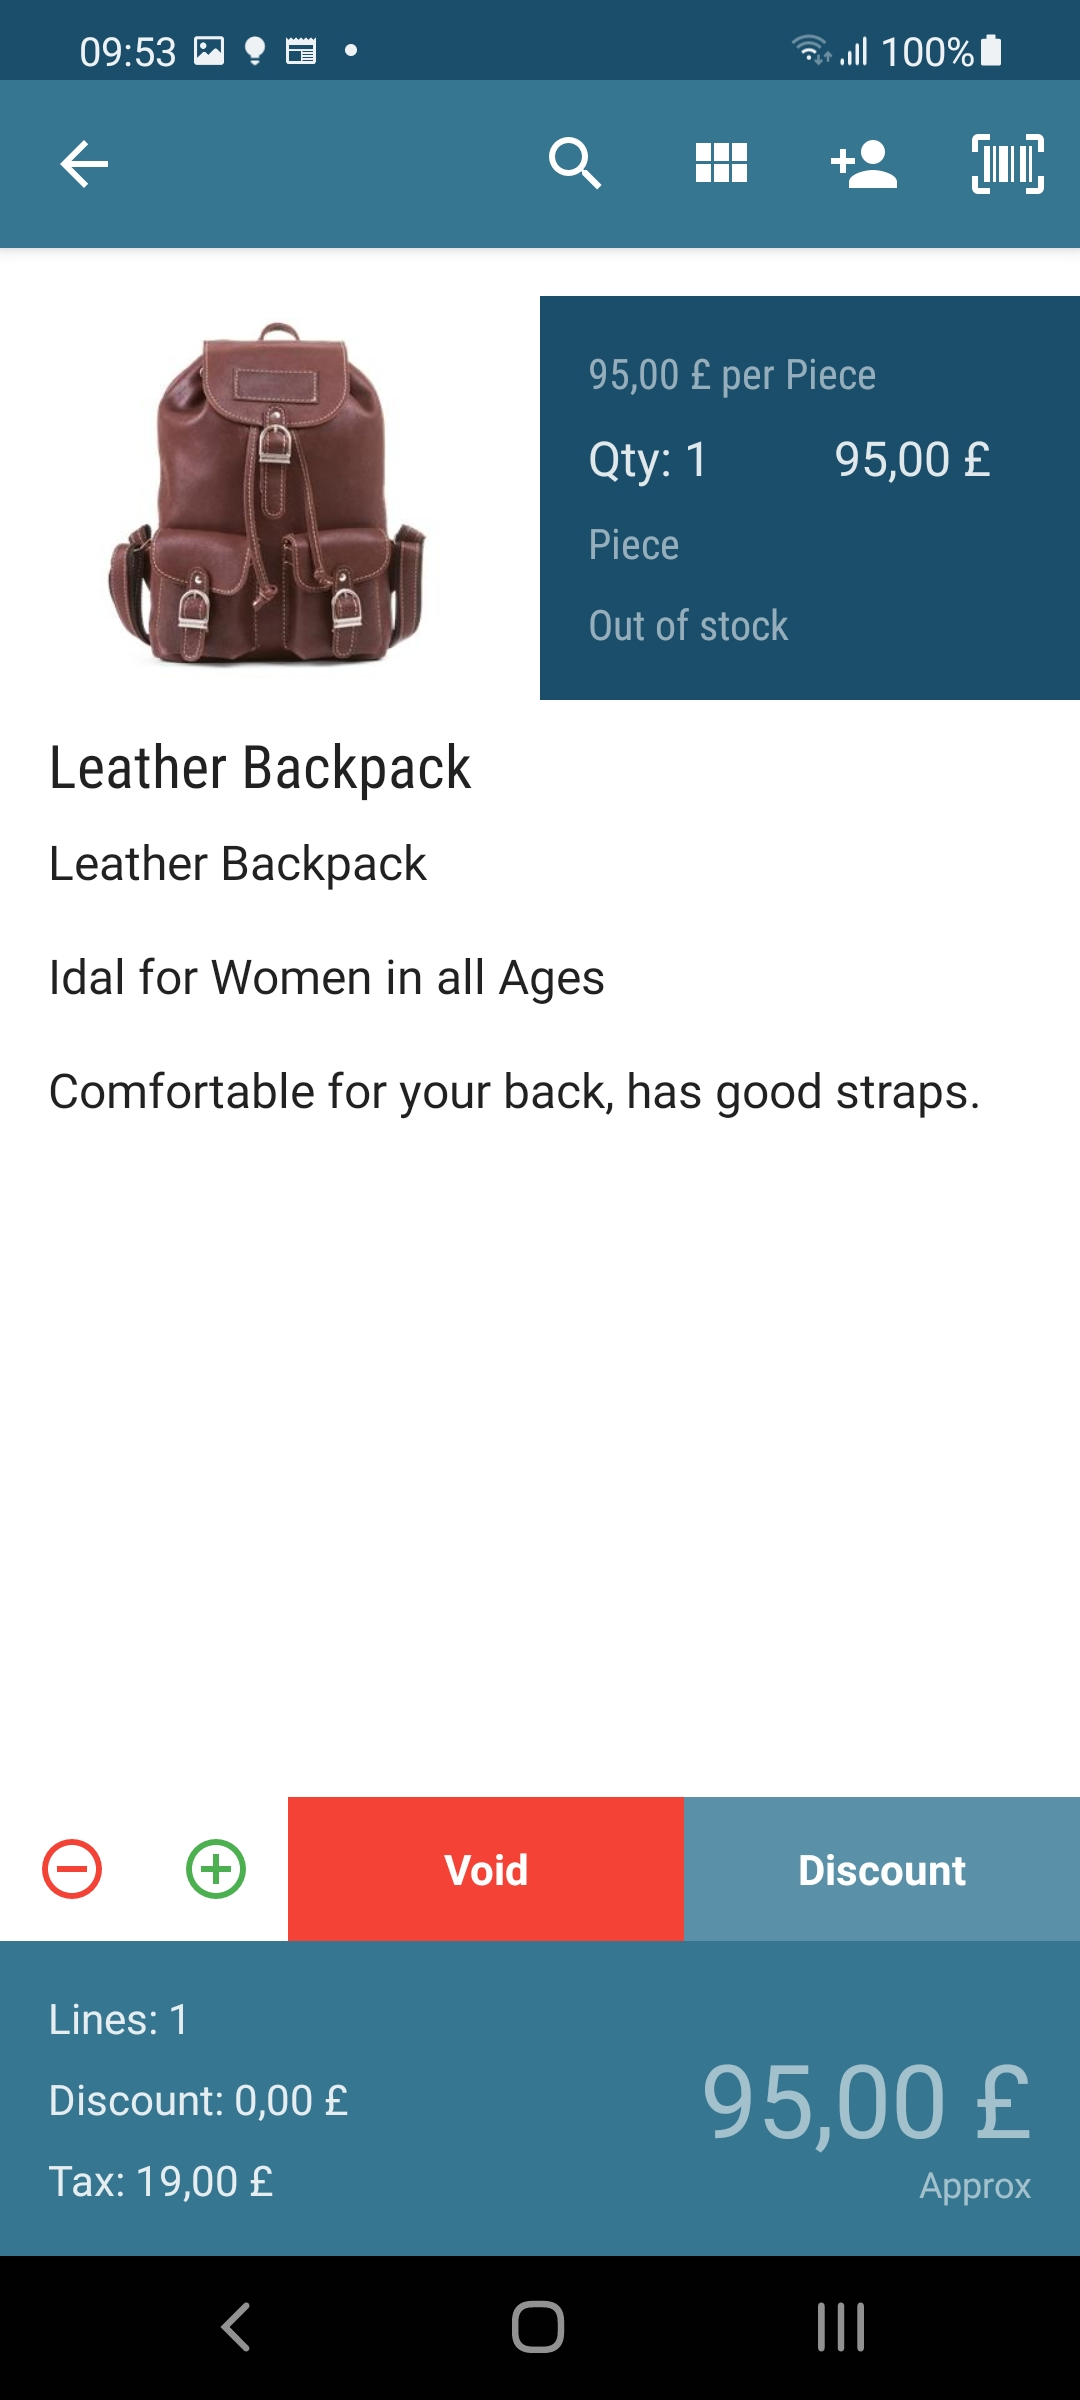 09:53
100%
95,00 £ per Piece
Qty: 1 95,00 £
Piece
Out of stock
Leather Backpack
Leather Backpack
Idal for Women in all Ages
Comfortable for your back, has good straps.
Void Discount
Lines: 1
Discount: 0,00 £
Tax: 19,00 £
95,00 £
Approx